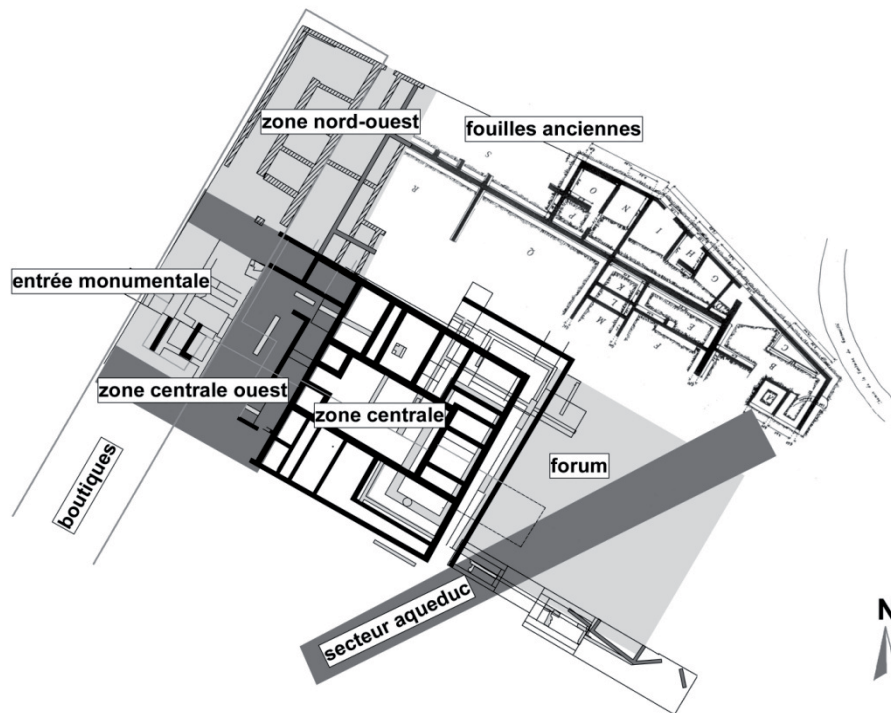 zone nord-ouest
fouilles anciennes
entrée monumentale
zone centrale ouest
zone centrale
forum
boutiques
secteur aqueduc
N
S
R
Q
O
P
N
I
H
G
K
L
M
E
F
C
B